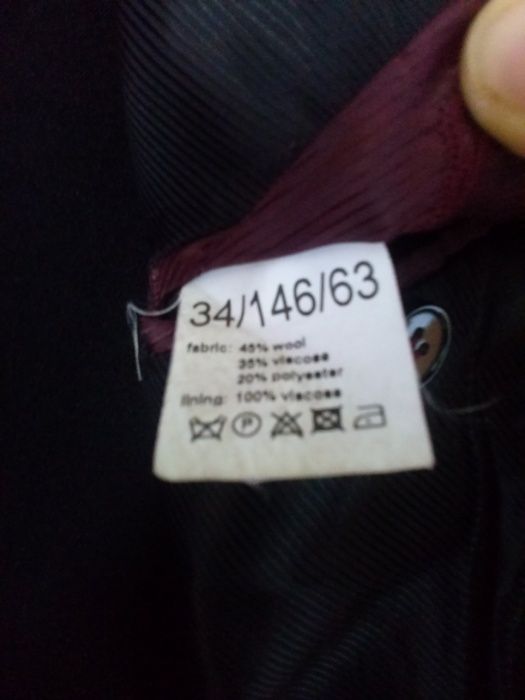 34/146/63
fabric: 45% wool
35% viscose
20% polyester
lining: 100% viscose
P